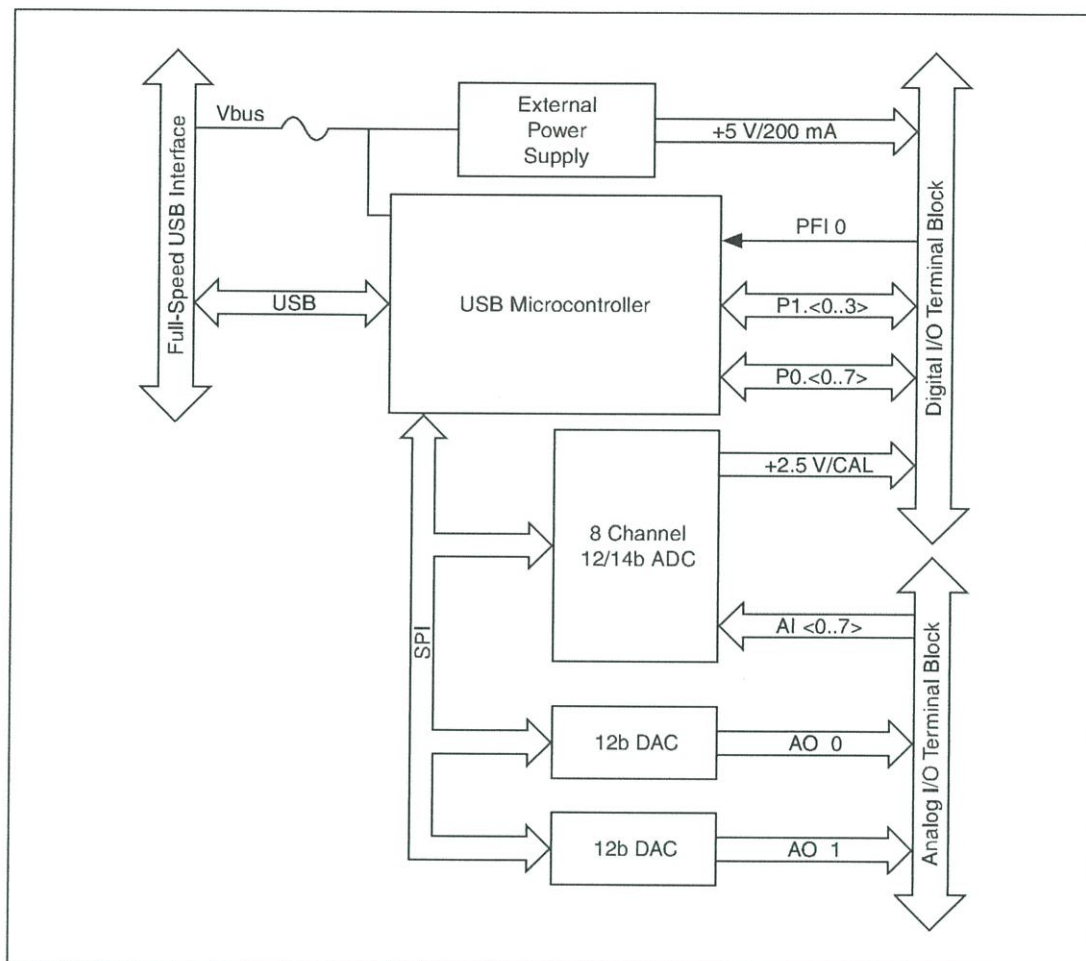 Full-Speed USB Interface
Vbus
External
Power
Supply
+5 V/200 mA
Digital I/O Terminal Block
PFI 0
USB
USB Microcontroller
P1.<0..3>
P0.<0..7>
+2.5 V/CAL
8 Channel
12/14b ADC
AI <0..7>
SPI
Analog I/O Terminal Block
12b DAC
AO 0
12b DAC
AO 1